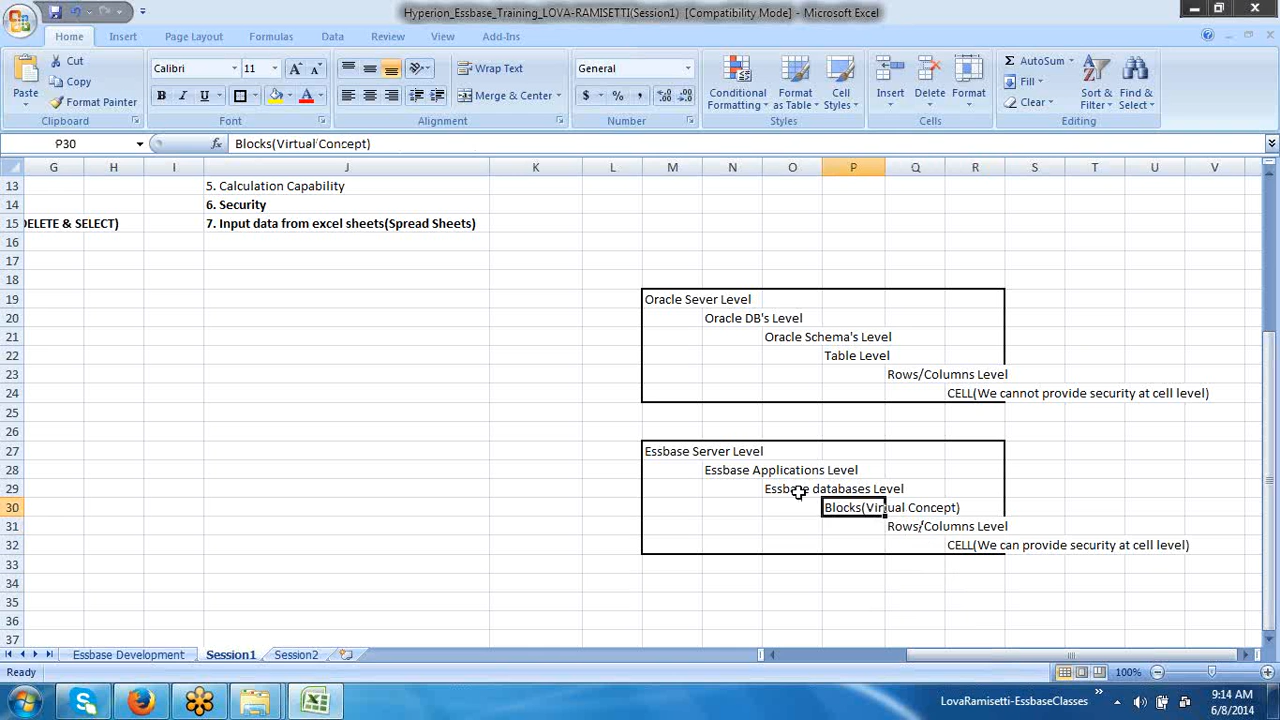 Hyperion_Essbase_Training_LOVA-RAMISETTI(Session1) [Compatibility Mode] - Microsoft Excel
Home Insert Page Layout Formulas Data Review View Add-Ins
Paste Cut Copy Format Painter Clipboard
Calibri 11 B I U A A A Font
Wrap Text Merge & Center Alignment
General $ % , Number
Conditional Formatting Format as Table Cell Styles Styles
Insert Delete Format Cells
Σ AutoSum Fill Clear Sort & Filter Find & Select Editing
P30 fx Blocks(Virtual Concept)
G H I J K L M N O P Q R S T U V
13 5. Calculation Capability
14 6. Security
15 DELETE & SELECT) 7. Input data from excel sheets(Spread Sheets)
16
17
18
19 Oracle Sever Level
20 Oracle DB's Level
21 Oracle Schema's Level
22 Table Level
23 Rows/Columns Level
24 CELL(We cannot provide security at cell level)
25
26
27 Essbase Server Level
28 Essbase Applications Level
29 Essbase databases Level
30 Blocks(Virtual Concept)
31 Rows/Columns Level
32 CELL(We can provide security at cell level)
33
34
35
36
37
Essbase Development Session1 Session2
Ready 100%
LovaRamisetti-EssbaseClasses 9:14 AM
6/8/2014